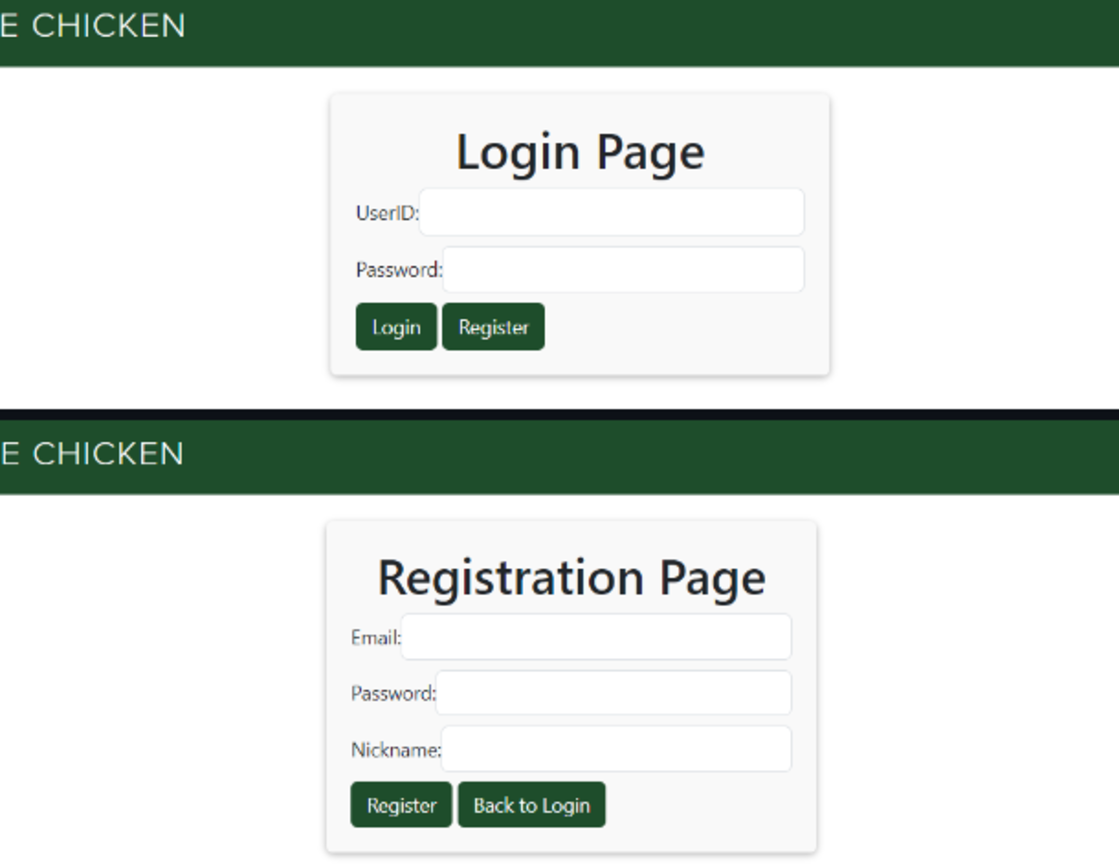 E CHICKEN
Login Page
UserID:
Password:
Login Register
E CHICKEN
Registration Page
Email:
Password:
Nickname:
Register Back to Login